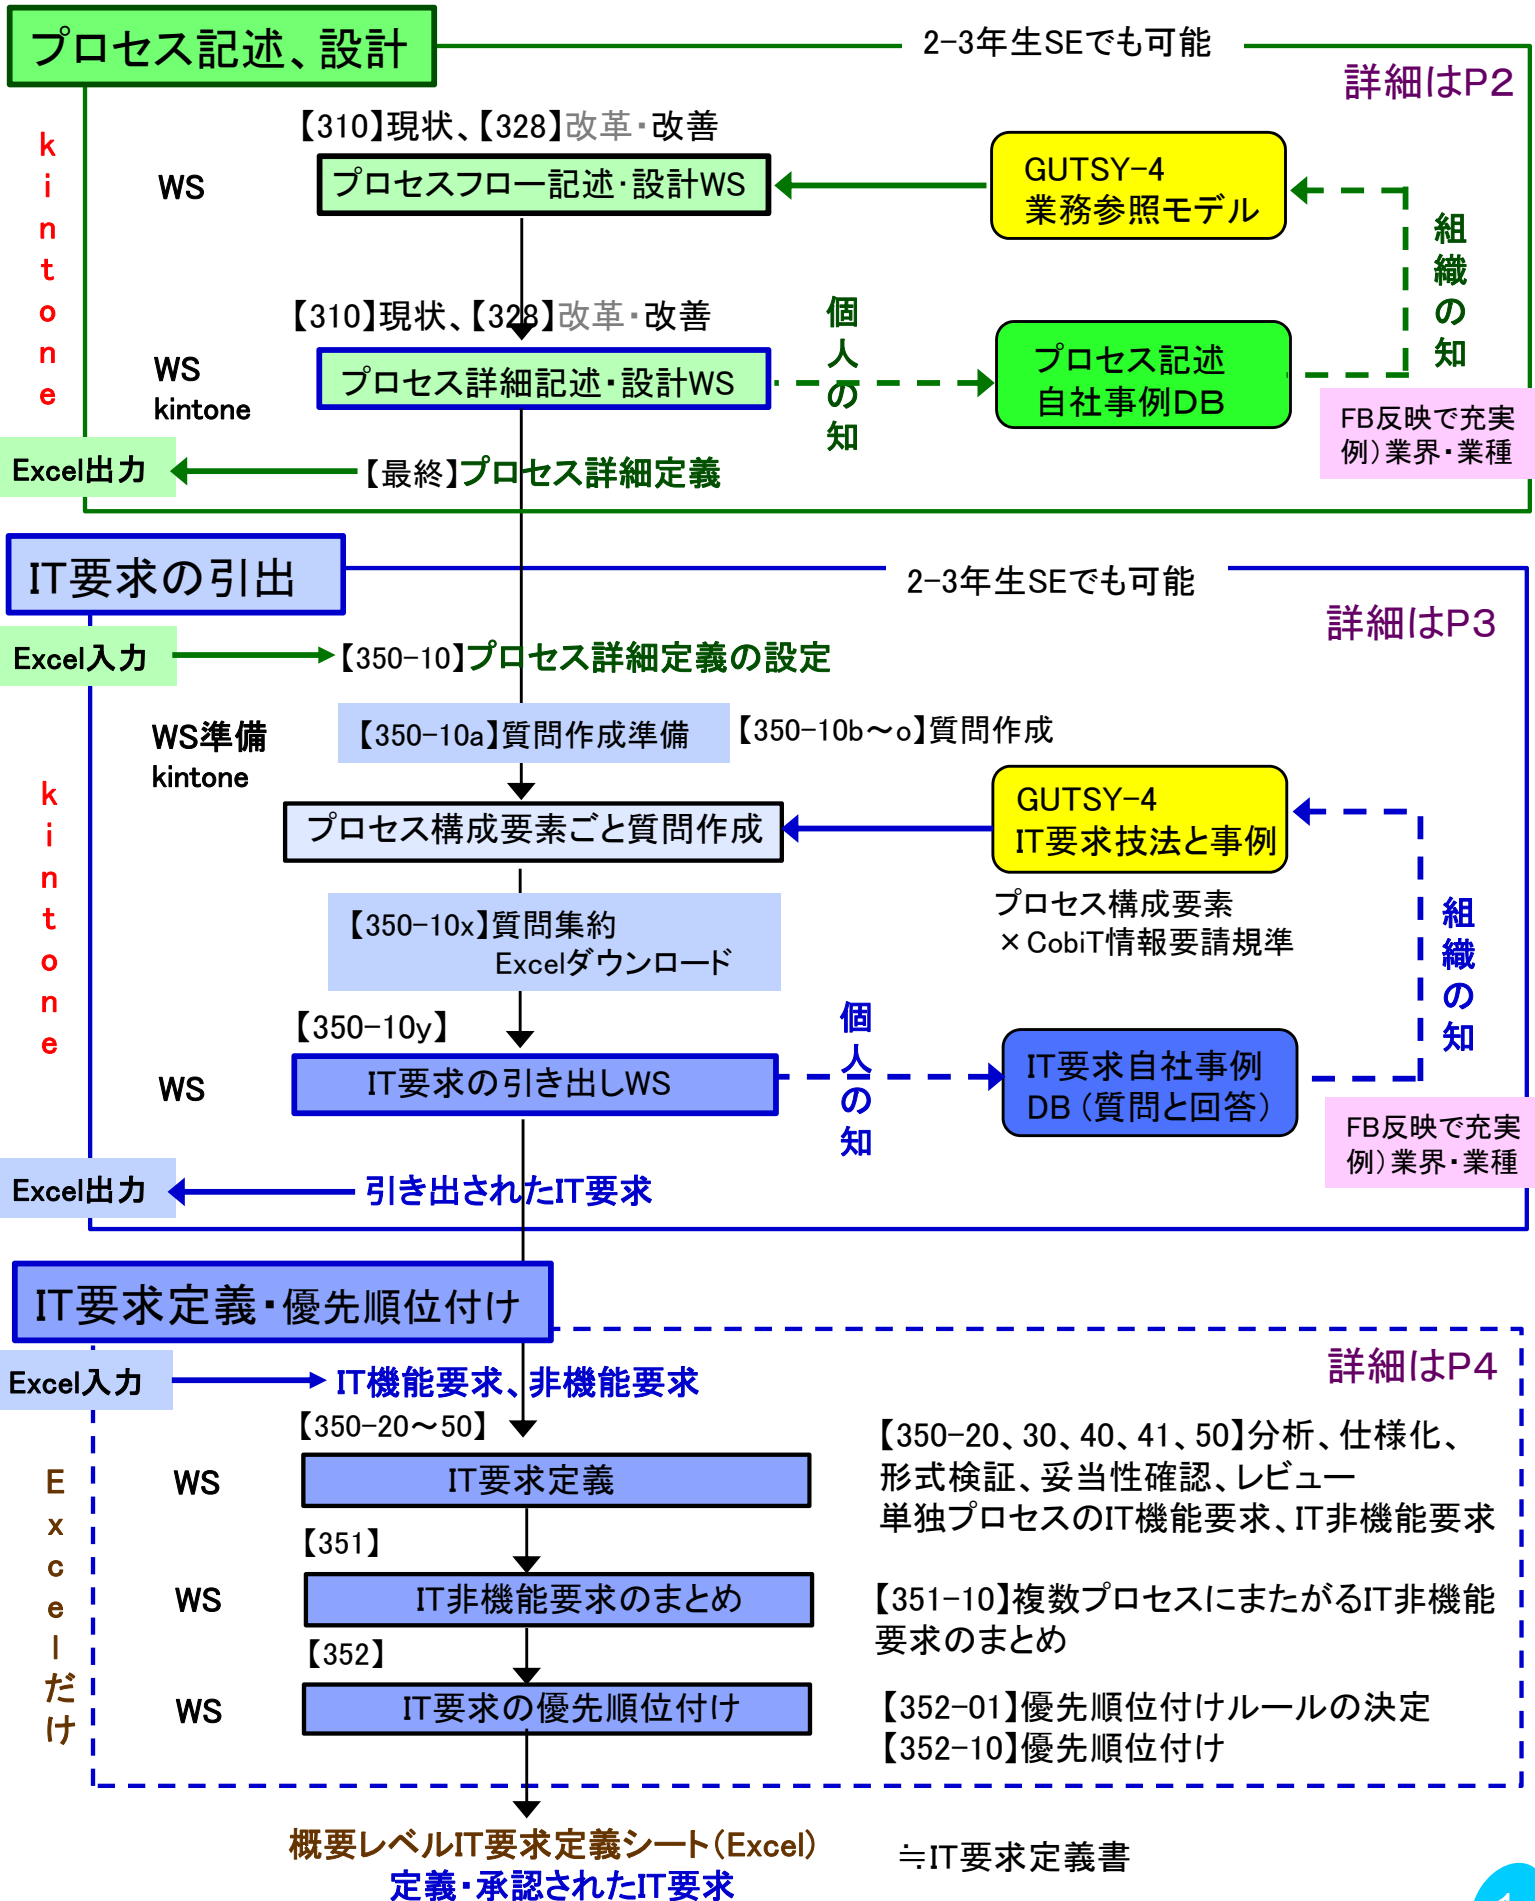 プロセス記述、設計
2-3年生SEでも可能
詳細はP2
kintone
【310】現状、【328】改革・改善
WS
プロセスフロー記述・設計WS
GUTSY-4
業務参照モデル
組織の知
【310】現状、【328】改革・改善
個人の知
WS
kintone
プロセス詳細記述・設計WS
プロセス記述
自社事例DB
FB反映で充実
例)業界・業種
Excel出力
【最終】プロセス詳細定義
IT要求の引出
2-3年生SEでも可能
詳細はP3
Excel入力
【350-10】プロセス詳細定義の設定
WS準備
kintone
【350-10a】質問作成準備
【350-10b～o】質問作成
kintone
プロセス構成要素ごと質問作成
GUTSY-4
IT要求技法と事例
プロセス構成要素
×CobiT情報要請規準
組織の知
【350-10x】質問集約
Excelダウンロード
【350-10y】
個人の知
WS
IT要求の引き出しWS
IT要求自社事例
DB(質問と回答)
FB反映で充実
例)業界・業種
Excel出力
引き出されたIT要求
IT要求定義・優先順位付け
詳細はP4
Excel入力
IT機能要求、非機能要求
【350-20～50】
Excelだけ
WS
IT要求定義
【350-20、30、40、41、50】分析、仕様化、
形式検証、妥当性確認、レビュー
単独プロセスのIT機能要求、IT非機能要求
【351】
WS
IT非機能要求のまとめ
【351-10】複数プロセスにまたがるIT非機能
要求のまとめ
【352】
WS
IT要求の優先順位付け
【352-01】優先順位付けルールの決定
【352-10】優先順位付け
概要レベルIT要求定義シート(Excel)
定義・承認されたIT要求
≒IT要求定義書
1